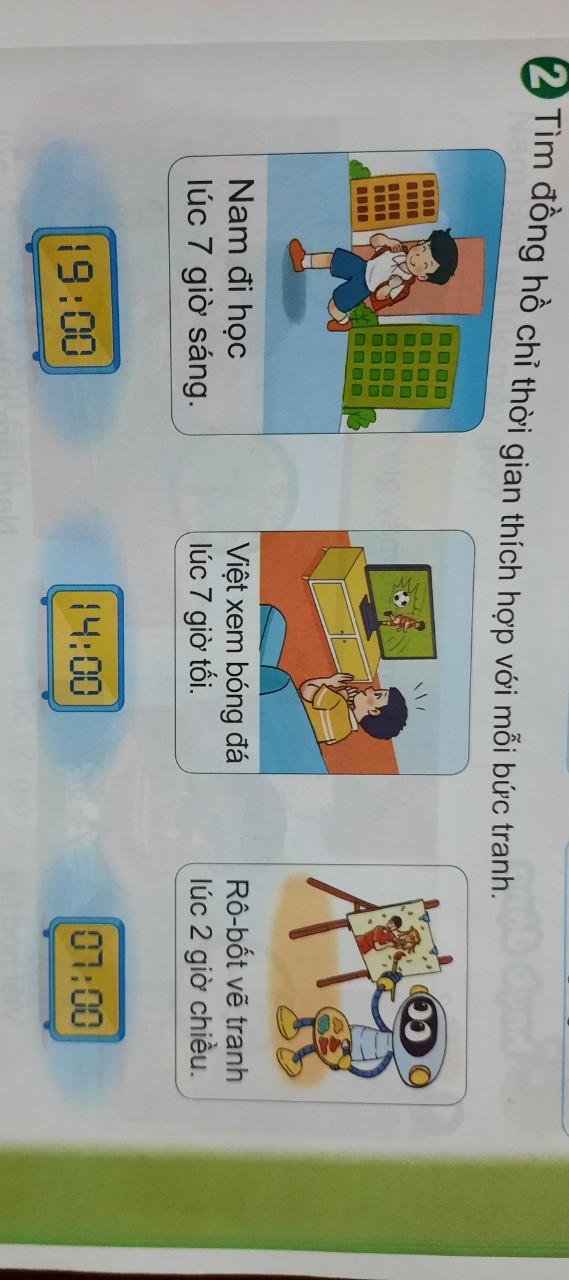 2 Tìm đồng hồ chỉ thời gian thích hợp với mỗi bức tranh.
Nam đi học
lúc 7 giờ sáng.
Việt xem bóng đá
lúc 7 giờ tối.
Rô-bốt vẽ tranh
lúc 2 giờ chiều.
19:00
14:00
07:00